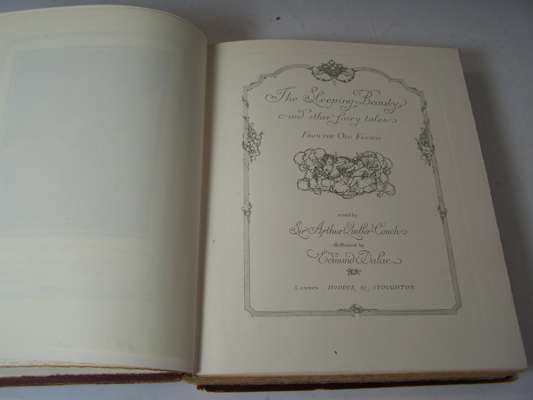 The Sleeping Beauty
and other fairy tales
FROM THE OLD FRENCH
retold by
Sir Arthur Quiller-Couch
illustrated by
Edmund Dulac
LONDON HODDER & STOUGHTON